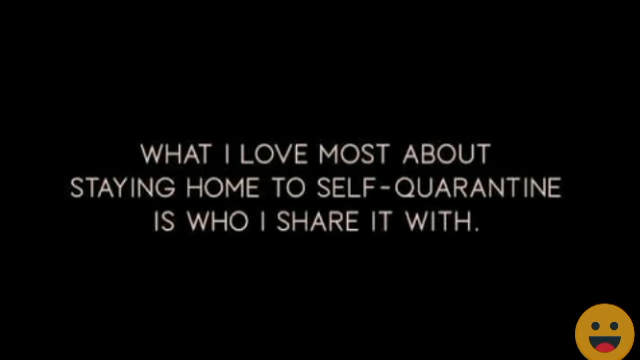 WHAT I LOVE MOST ABOUT
STAYING HOME TO SELF-QUARANTINE
IS WHO I SHARE IT WITH.